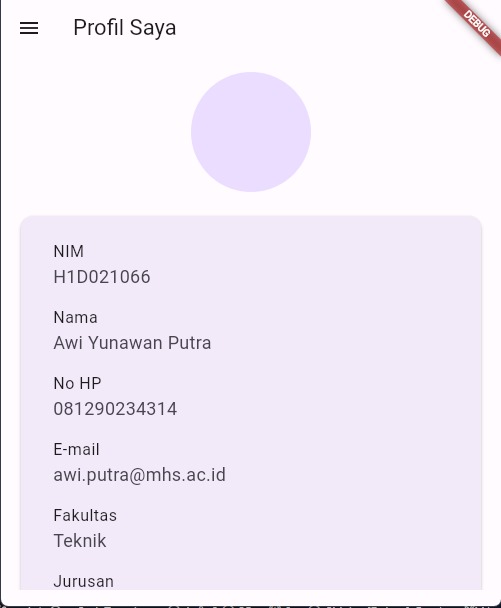 Profil Saya
DEBUG
NIM
H1D021066
Nama
Awi Yunawan Putra
No HP
081290234314
E-mail
awi.putra@mhs.ac.id
Fakultas
Teknik
Jurusan